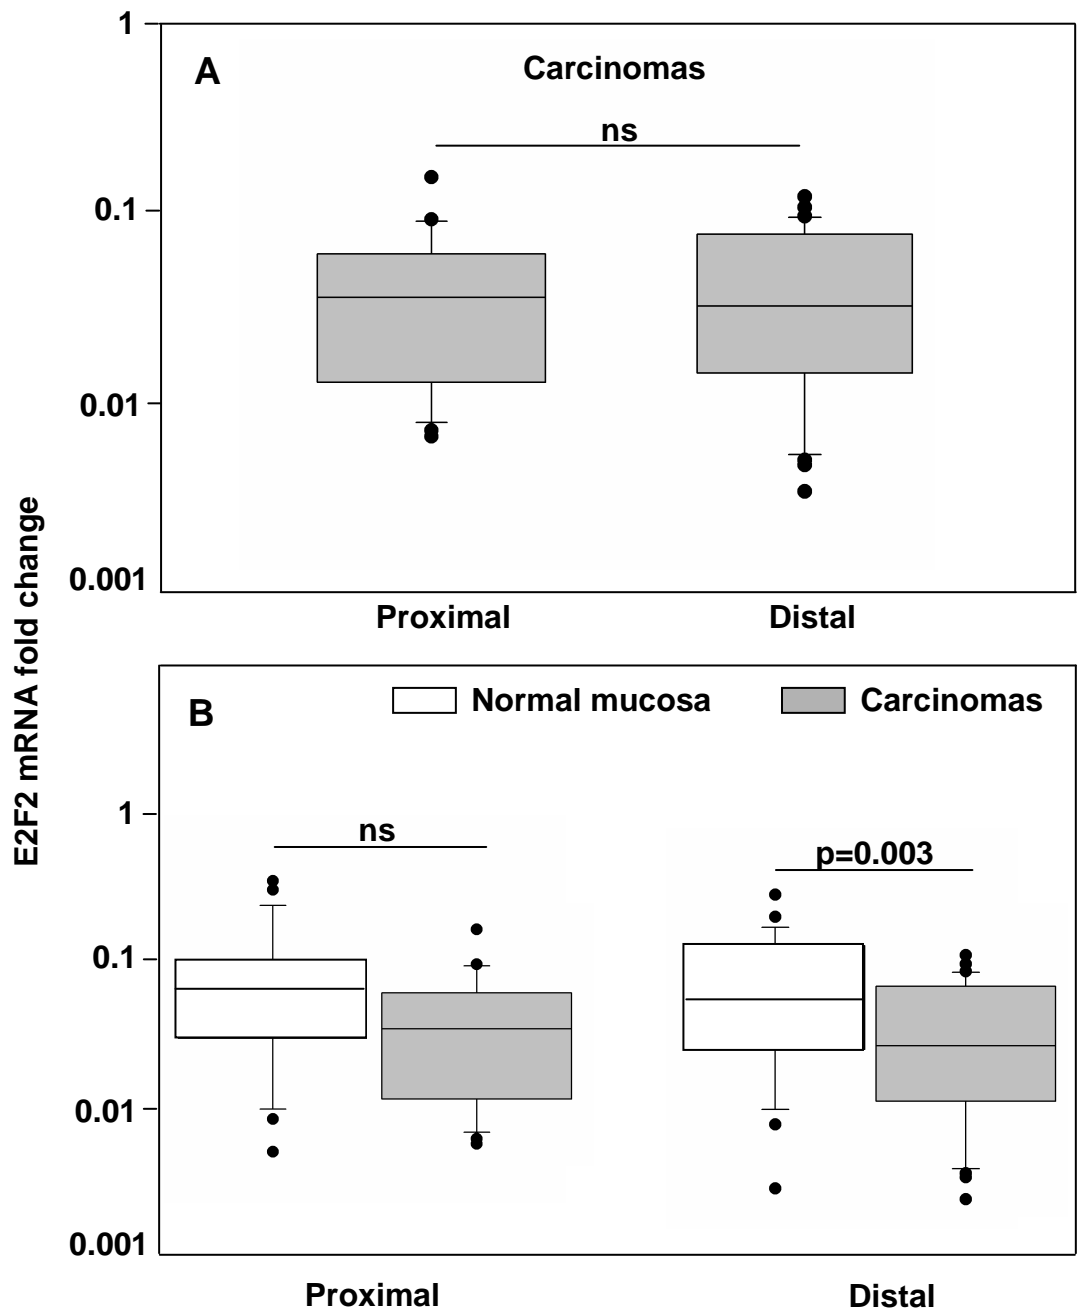 1
A
Carcinomas
ns
0.1
0.01
0.001
Proximal Distal
E2F2 mRNA fold change
B
Normal mucosa Carcinomas
1
ns
p=0.003
0.1
0.01
0.001
Proximal Distal